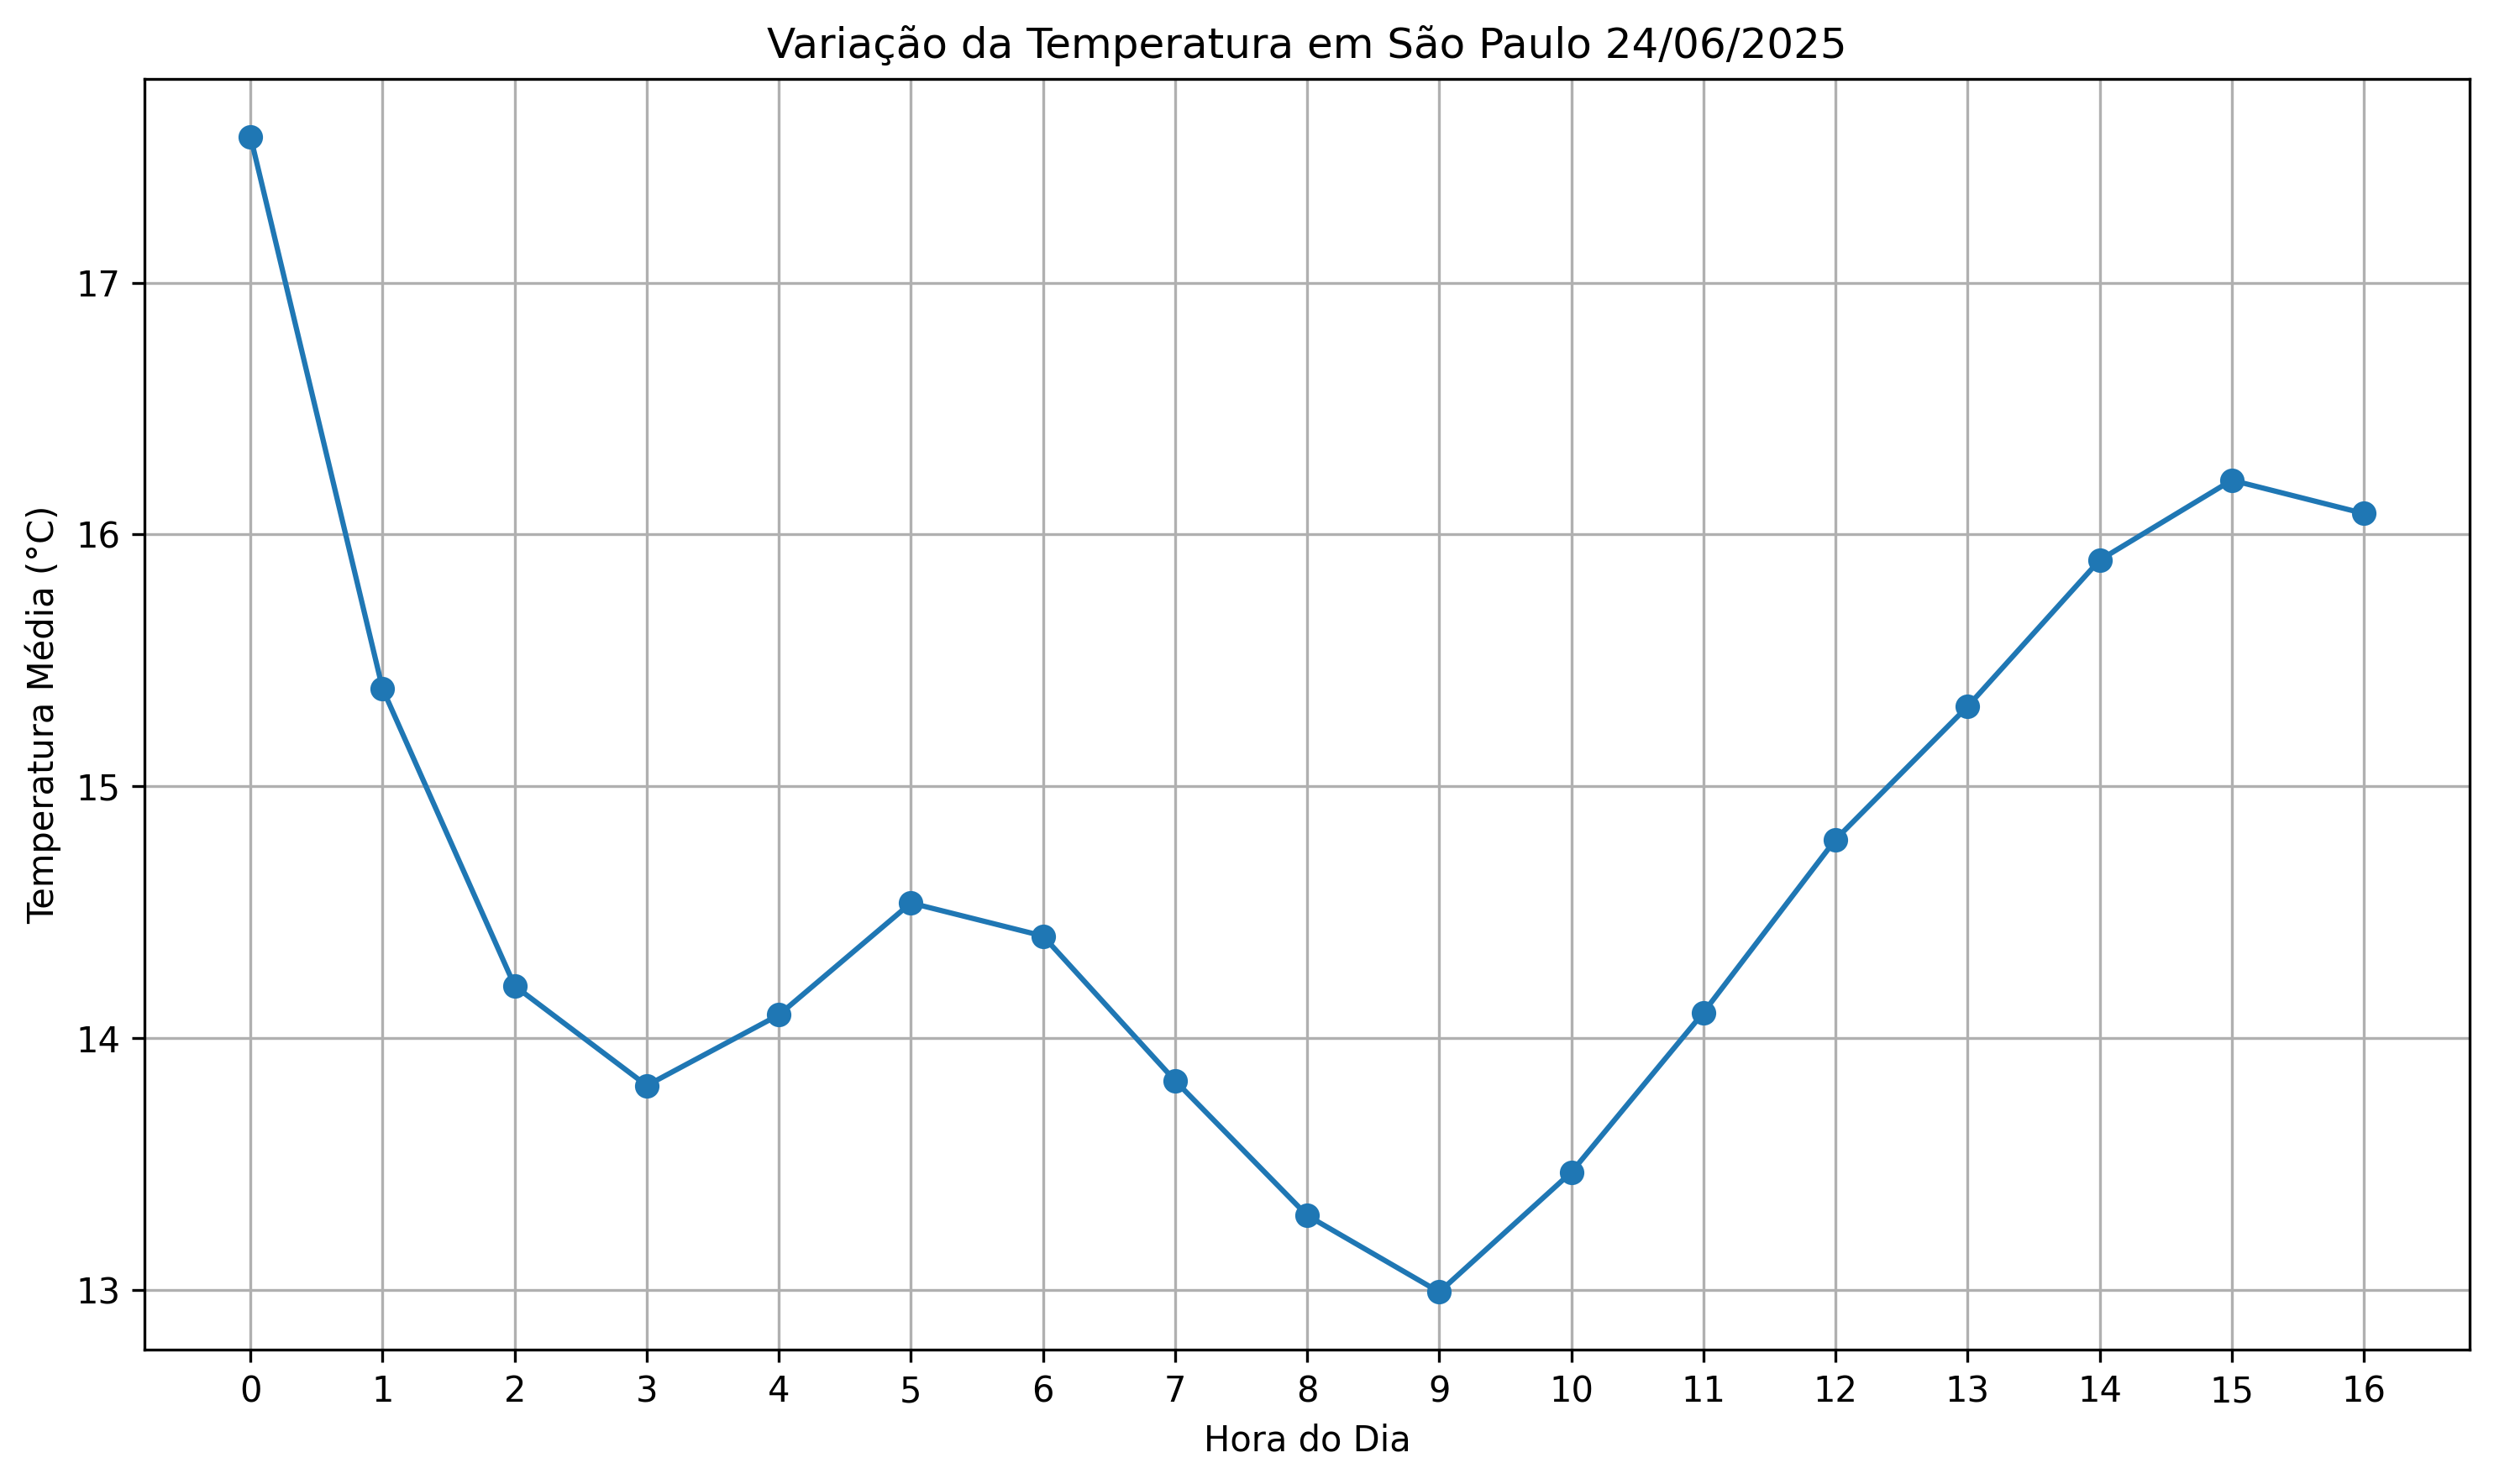 Variação da Temperatura em São Paulo 24/06/2025
Temperatura Média (°C)
17
16
15
14
13
0 1 2 3 4 5 6 7 8 9 10 11 12 13 14 15 16
Hora do Dia